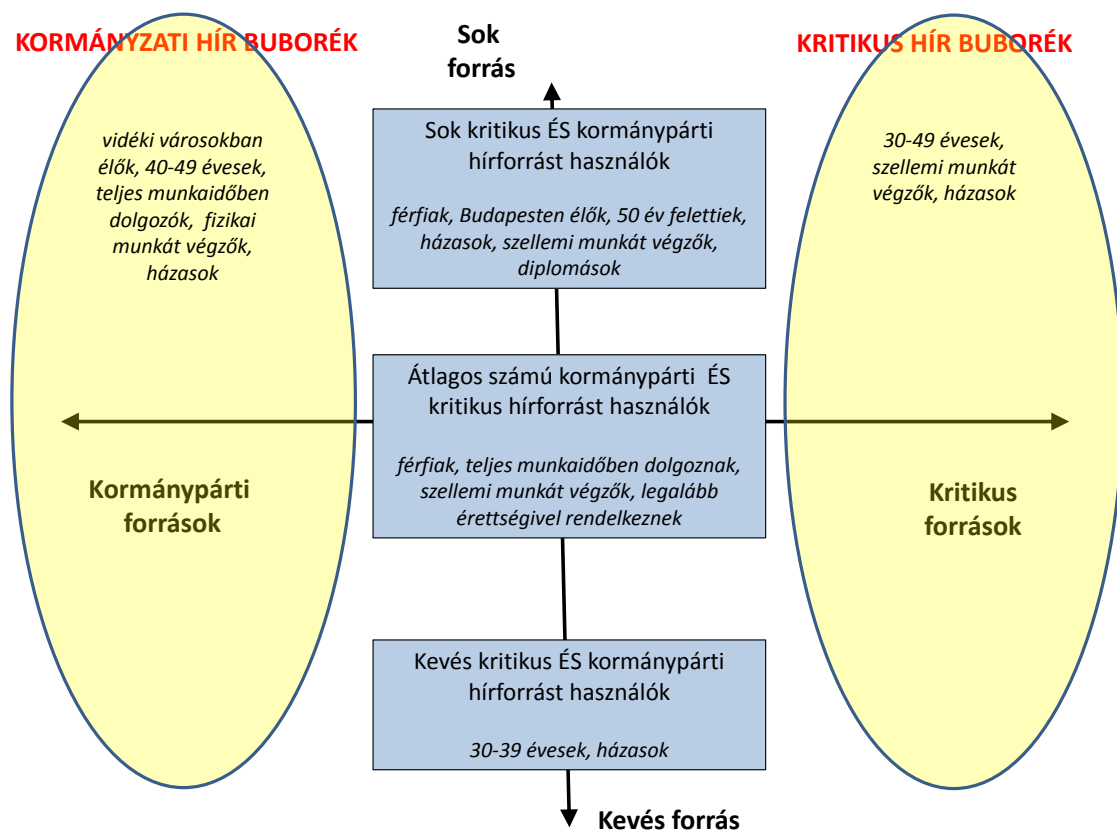 KORMÁNYZATI HÍR BUBORÉK
Sok
forrás
KRITIKUS HÍR BUBORÉK
vidéki városokban
élők, 40-49 évesek,
teljes munkaidőben
dolgozók, fizikai
munkát végzők,
házasok
Sok kritikus ÉS kormánypárti
hírforrást használók
férfiak, Budapesten élők, 50 év felettiek,
házasok, szellemi munkát végzők,
diplomások
30-49 évesek,
szellemi munkát
végzők, házasok
Átlagos számú kormánypárti ÉS
kritikus hírforrást használók
férfiak, teljes munkaidőben dolgoznak,
szellemi munkát végzők, legalább
érettségivel rendelkeznek
Kormánypárti
források
Kritikus
források
Kevés kritikus ÉS kormánypárti
hírforrást használók
30-39 évesek, házasok
Kevés forrás